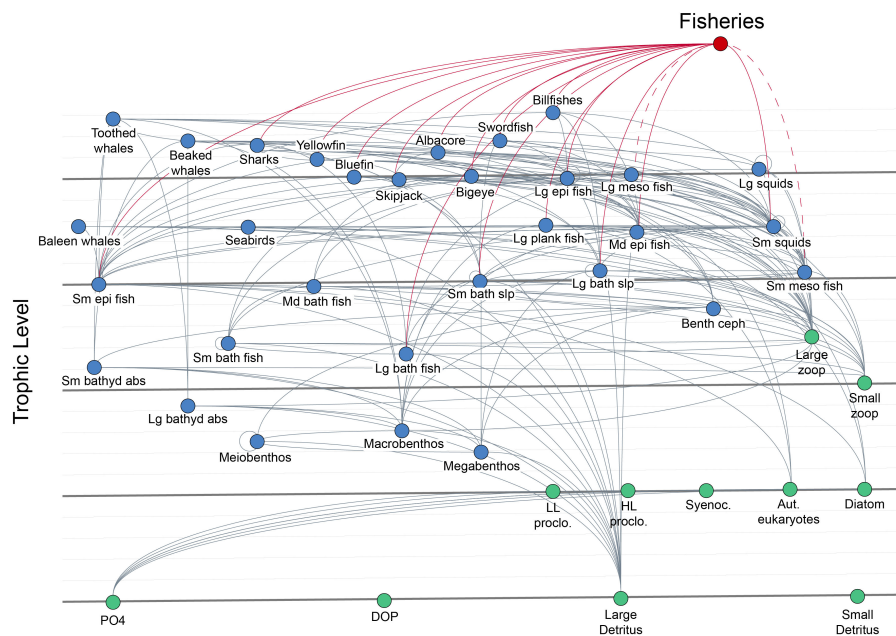 Fisheries
Billfishes
Toothed
whales
Beaked
whales
Sharks
Yellowfin
Bluefin
Albacore
Swordfish
Skipjack
Bigeye
Lg epi fish
Lg meso fish
Lg squids
Baleen whales
Seabirds
Lg plank fish
Md epi fish
Sm squids
Sm epi fish
Md bath fish
Sm bath slp
Lg bath slp
Sm meso fish
Benth ceph
Sm bath fish
Lg bath fish
Large
zoop
Sm bathyd abs
Small
zoop
Lg bathyd abs
Macrobenthos
Meiobenthos
Megabenthos
LL
proclo.
HL
proclo.
Syenoc.
Aut.
eukaryotes
Diatom
PO4
DOP
Large
Detritus
Small
Detritus
Trophic Level